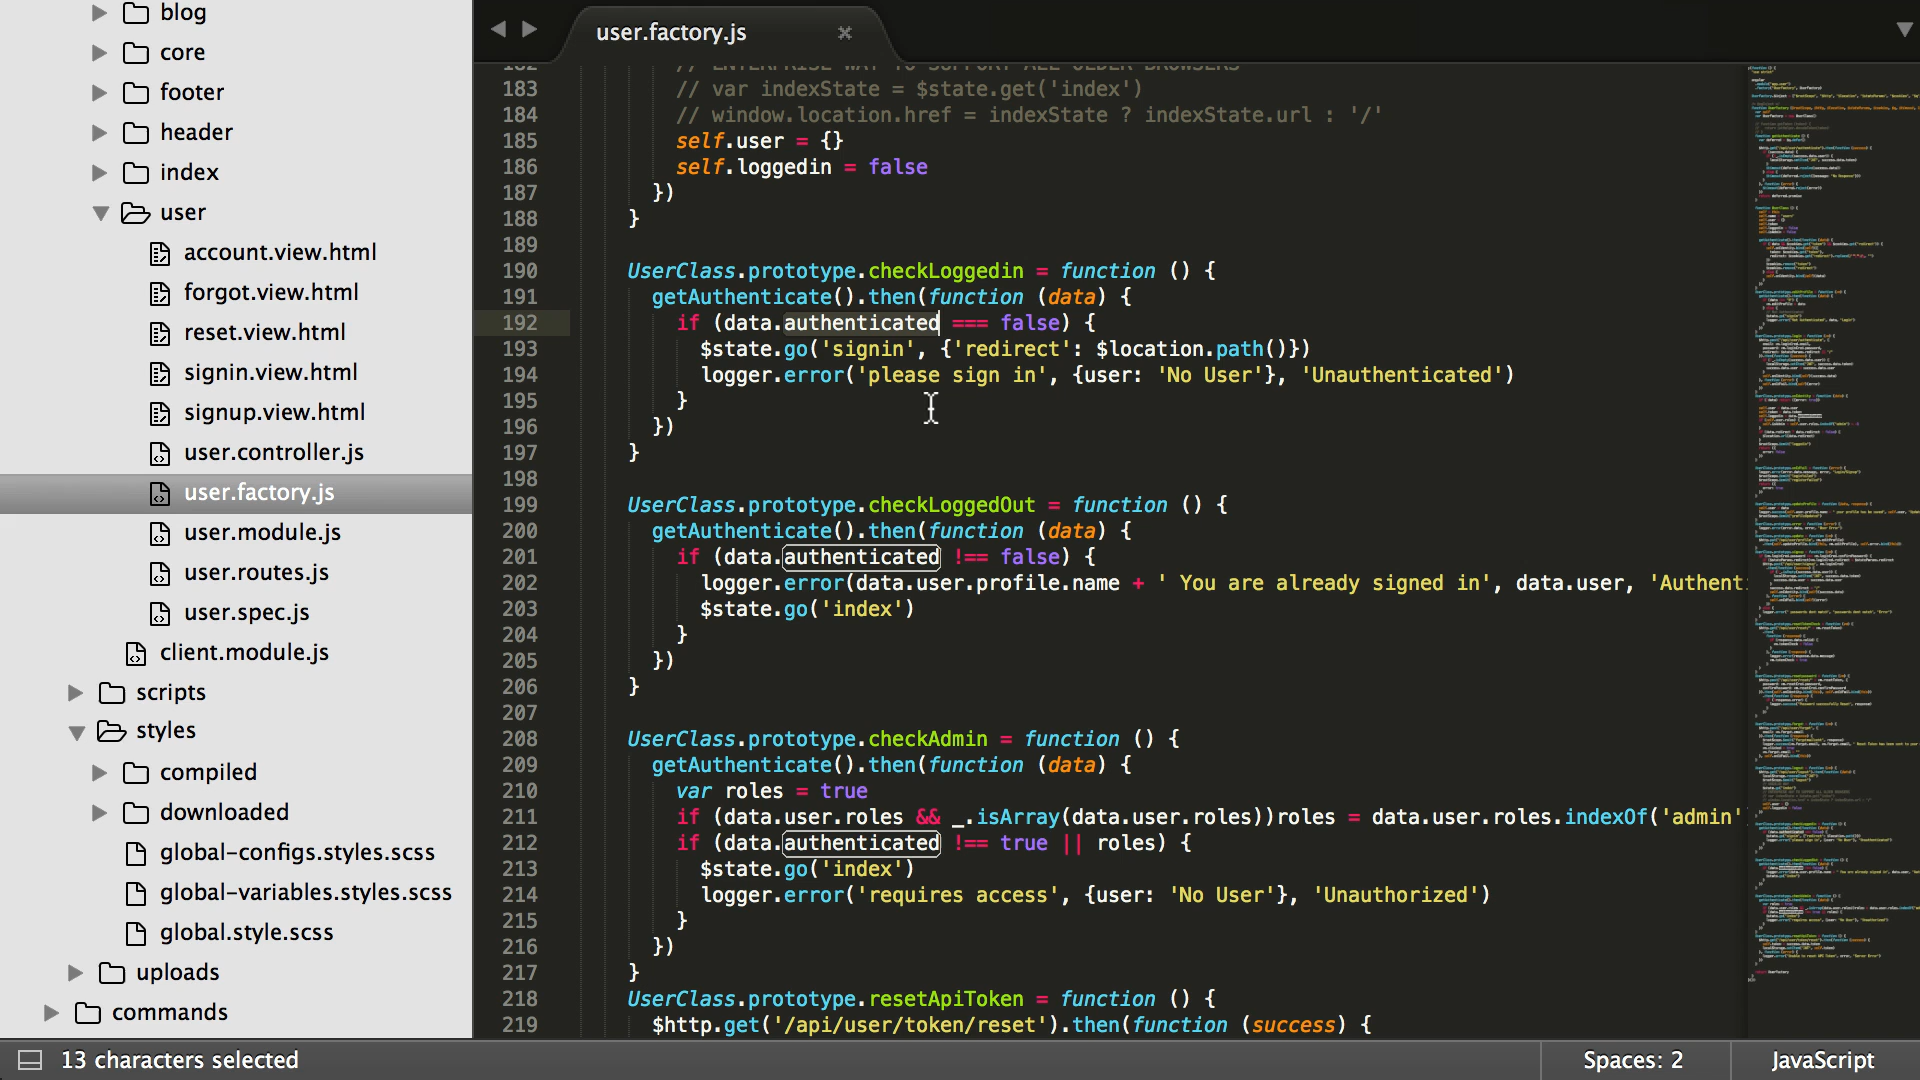 blog
core
footer
header
index
user
account.view.html
forgot.view.html
reset.view.html
signin.view.html
signup.view.html
user.controller.js
user.factory.js
user.module.js
user.routes.js
user.spec.js
client.module.js
scripts
styles
compiled
downloaded
global-configs.styles.scss
global-variables.styles.scss
global.style.scss
uploads
commands
user.factory.js
182 // ENTERPRISE WAY TO SUPPORT ALL OLDER BROWSERS
183 // var indexState = $state.get('index')
184 // window.location.href = indexState ? indexState.url : '/'
185 self.user = {}
186 self.loggedin = false
187 })
188 }
189
190 UserClass.prototype.checkLoggedin = function () {
191 getAuthenticate().then(function (data) {
192 if (data.authenticated === false) {
193 $state.go('signin', {'redirect': $location.path()})
194 logger.error('please sign in', {user: 'No User'}, 'Unauthenticated')
195 }
196 })
197 }
198
199 UserClass.prototype.checkLoggedOut = function () {
200 getAuthenticate().then(function (data) {
201 if (data.authenticated !== false) {
202 logger.error(data.user.profile.name + ' You are already signed in', data.user, 'Authent
203 $state.go('index')
204 }
205 })
206 }
207
208 UserClass.prototype.checkAdmin = function () {
209 getAuthenticate().then(function (data) {
210 var roles = true
211 if (data.user.roles && _.isArray(data.user.roles))roles = data.user.roles.indexOf('admin'
212 if (data.authenticated !== true || roles) {
213 $state.go('index')
214 logger.error('requires access', {user: 'No User'}, 'Unauthorized')
215 }
216 })
217 }
218 UserClass.prototype.resetApiToken = function () {
219 $http.get('/api/user/token/reset').then(function (success) {
13 characters selected
Spaces: 2
JavaScript